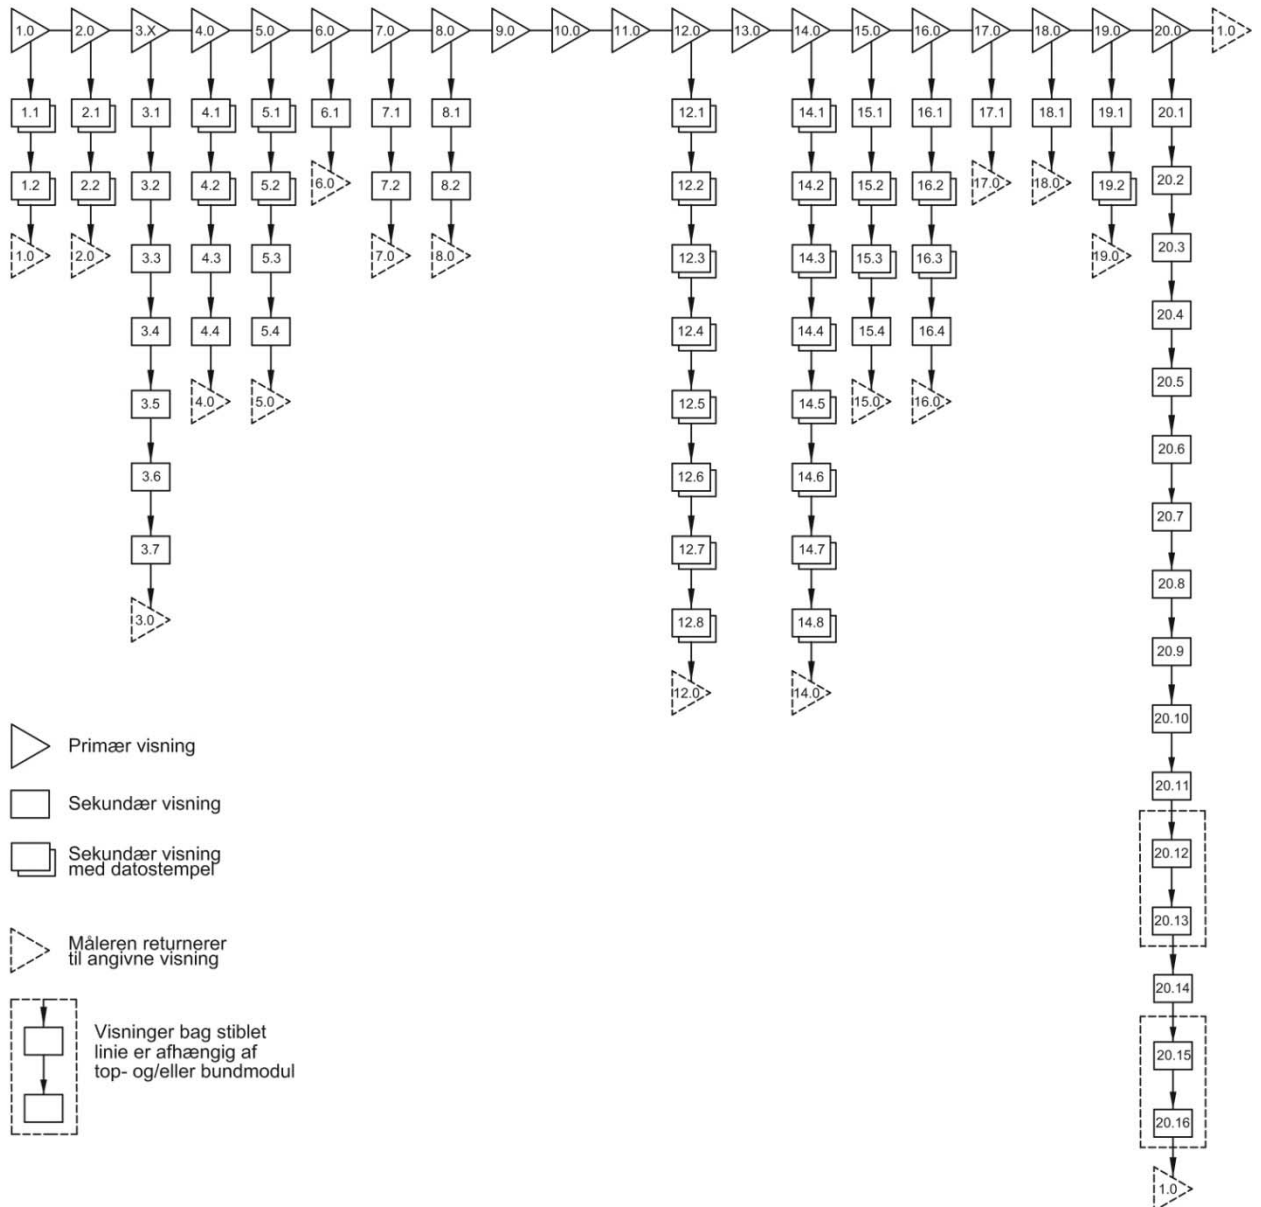 1.0 2.0 3.X 4.0 5.0 6.0 7.0 8.0 9.0 10.0 11.0 12.0 13.0 14.0 15.0 16.0 17.0 18.0 19.0 20.0 1.0
1.1 2.1 3.1 4.1 5.1 6.1 7.1 8.1 12.1 14.1 15.1 16.1 17.1 18.1 19.1 20.1
1.2 2.2 3.2 4.2 5.2 6.0 7.2 8.2 12.2 14.2 15.2 16.2 17.0 18.0 19.2 20.2
1.0 2.0 3.3 4.3 5.3 7.0 8.0 12.3 14.3 15.3 16.3 19.0 20.3
3.4 4.4 5.4 12.4 14.4 15.4 16.4 20.4
3.5 4.0 5.0 12.5 14.5 15.0 16.0 20.5
3.6 12.6 14.6 20.6
3.7 12.7 14.7 20.7
20.8
3.0 12.8 14.8 20.9
12.0 14.0 20.10
Primær visning
20.11
Sekundær visning
Sekundær visning
med datostempel
20.12
20.13
Måleren returnerer
til angivne visning
20.14
Visninger bag stiblet
linie er afhængig af
top- og/eller bundmodul
20.15
20.16
1.0